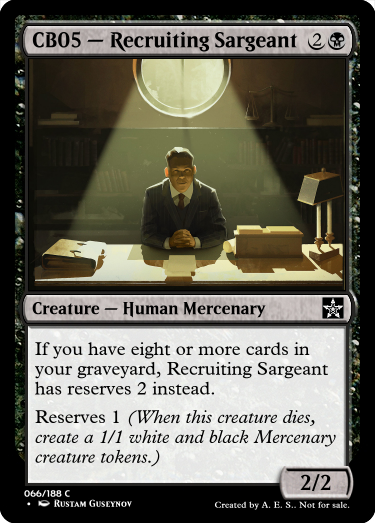 CB05 — Recruiting Sargeant 2
Creature — Human Mercenary
If you have eight or more cards in
your graveyard, Recruiting Sargeant
has reserves 2 instead.
Reserves 1 (When this creature dies,
create a 1/1 white and black Mercenary
creature tokens.)
2/2
066/188 C
• Rustam Guseynov
Created by A. E. S.. Not for sale.